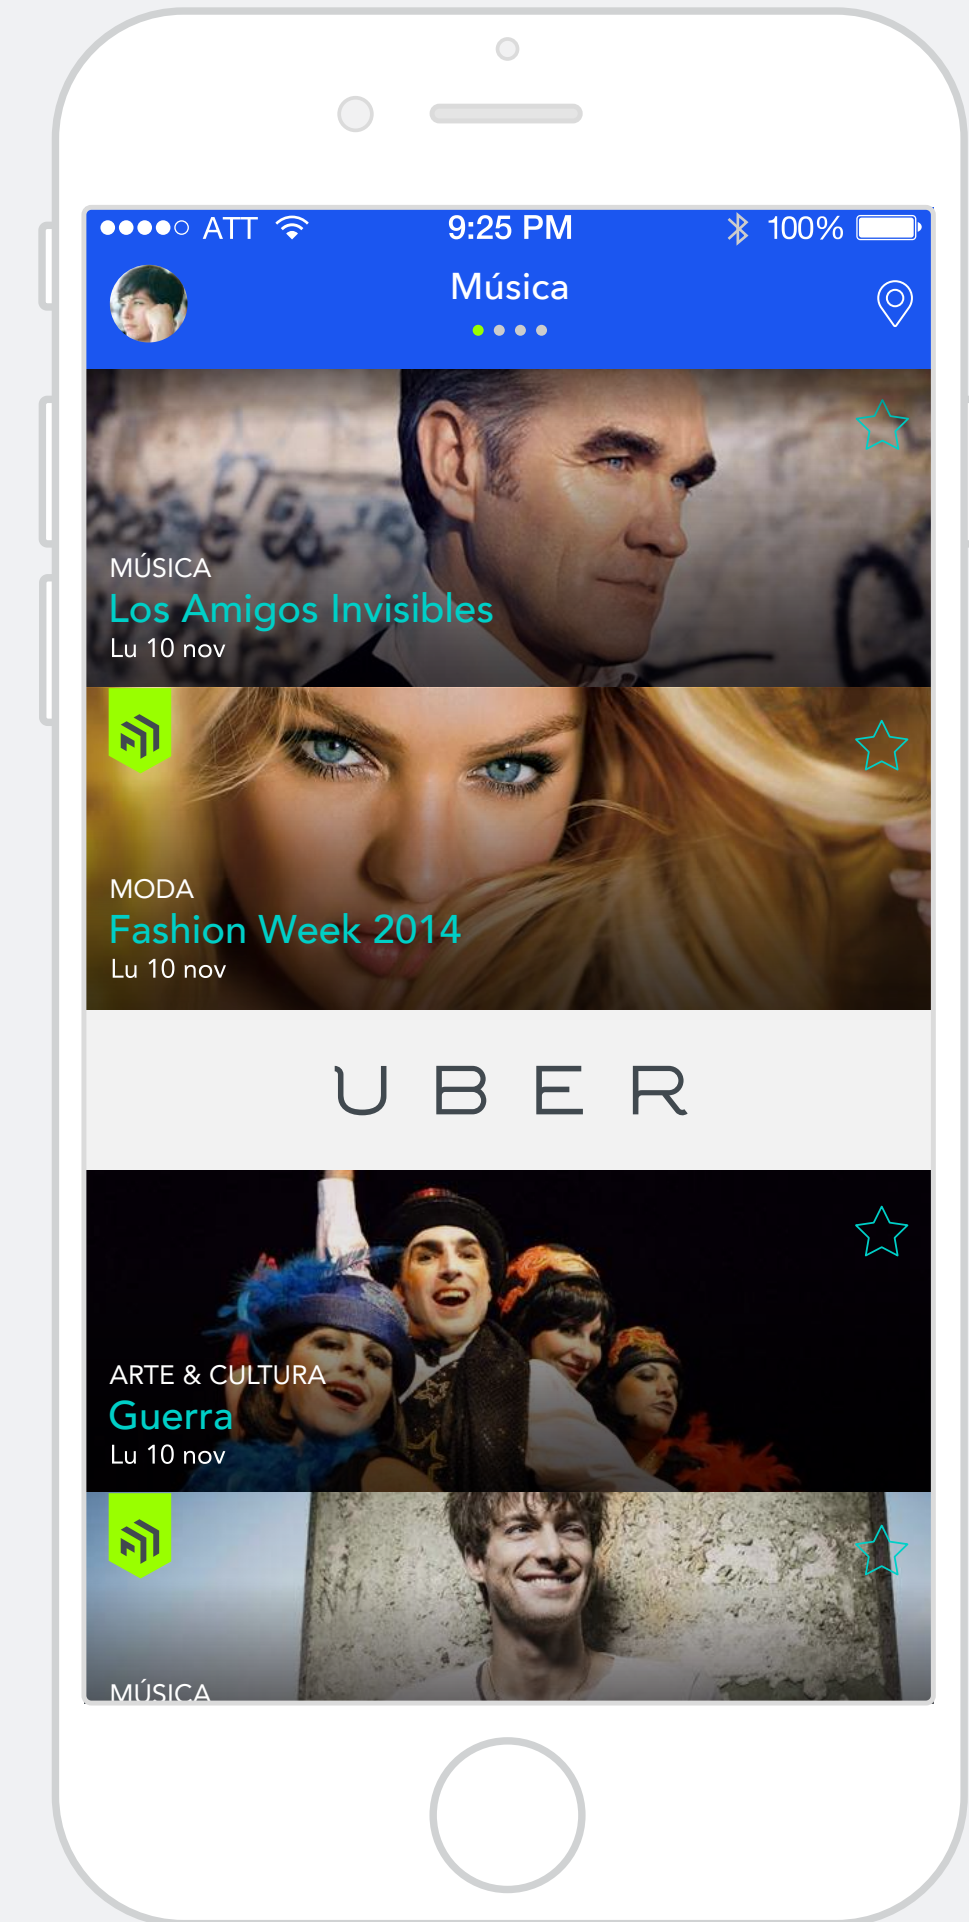 ATT 9:25 PM 100%
Música
MÚSICA
Los Amigos Invisibles
Lu 10 nov
MODA
Fashion Week 2014
Lu 10 nov
UBER
ARTE & CULTURA
Guerra
Lu 10 nov
MÚSICA